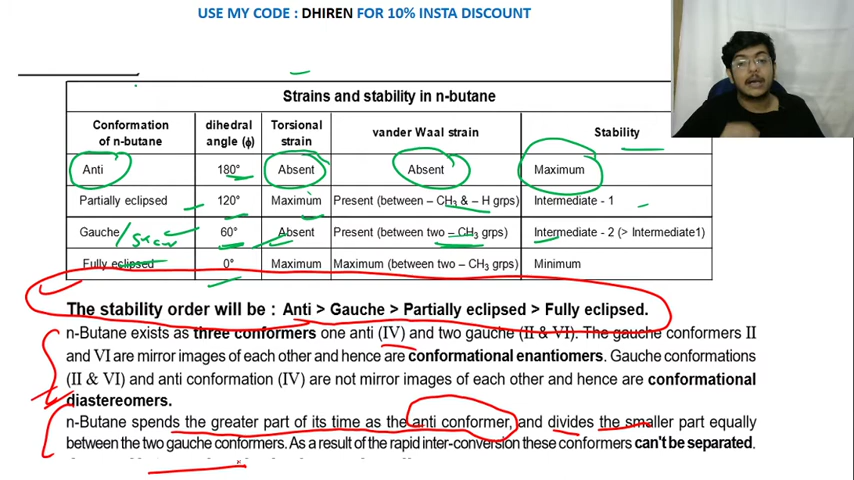 USE MY CODE : DHIREN FOR 10% INSTA DISCOUNT
Strains and stability in n-butane
Conformation of n-butane dihedral angle (ϕ) Torsional strain vander Waal strain Stability
Anti 180° Absent Absent Maximum
Partially eclipsed 120° Maximum Present (between – CH₃ & – H grps) Intermediate - 1
Gauche 60° Absent Present (between two – CH₃ grps) Intermediate - 2 (> Intermediate1)
Fully eclipsed 0° Maximum Maximum (between two – CH₃ grps) Minimum
The stability order will be : Anti > Gauche > Partially eclipsed > Fully eclipsed.
n-Butane exists as three conformers one anti (IV) and two gauche (II & VI). The gauche conformers II
and VI are mirror images of each other and hence are conformational enantiomers. Gauche conformations
(II & VI) and anti conformation (IV) are not mirror images of each other and hence are conformational
diastereomers.
n-Butane spends the greater part of its time as the anti conformer, and divides the smaller part equally
between the two gauche conformers. As a result of the rapid inter-conversion these conformers can't be separated.